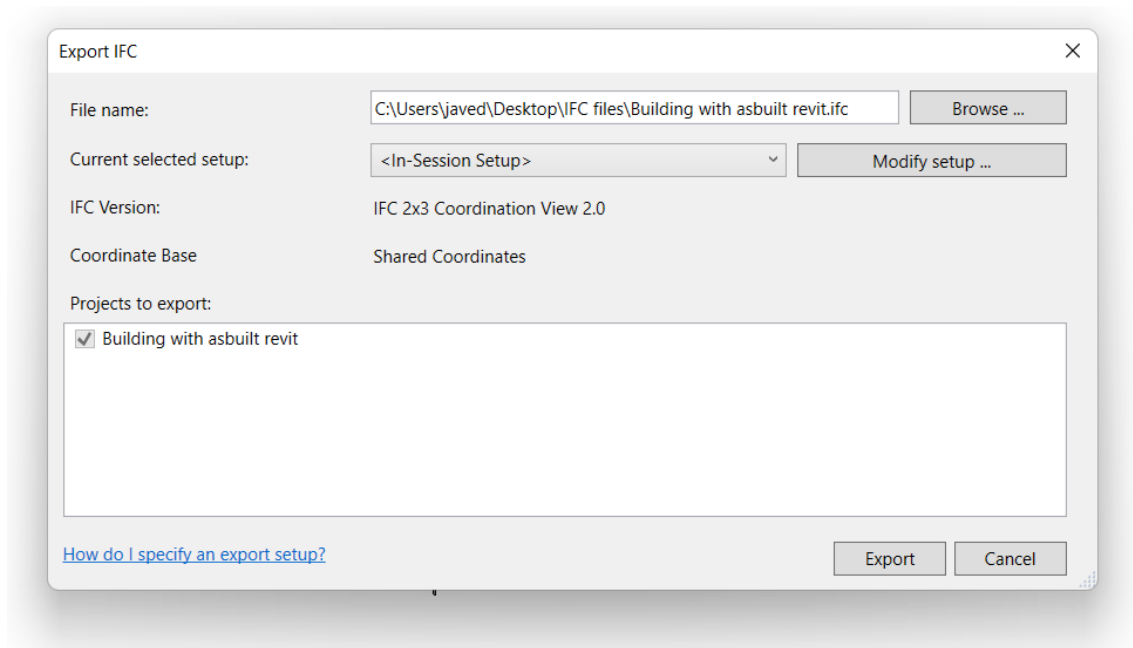 Export IFC
File name:
C:\Users\javed\Desktop\IFC files\Building with asbuilt revit.ifc
Browse ...
Current selected setup:
<In-Session Setup>
Modify setup ...
IFC Version:
IFC 2x3 Coordination View 2.0
Coordinate Base
Shared Coordinates
Projects to export:
Building with asbuilt revit
How do I specify an export setup?
Export
Cancel